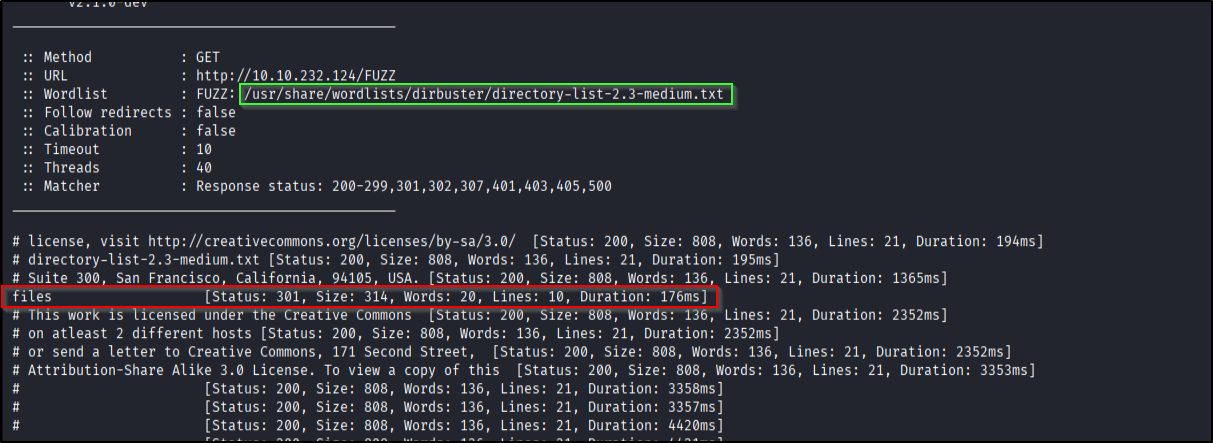 v2.1.0-dev
:: Method : GET
:: URL : http://10.10.232.124/FUZZ
:: Wordlist : FUZZ: /usr/share/wordlists/dirbuster/directory-list-2.3-medium.txt
:: Follow redirects : false
:: Calibration : false
:: Timeout : 10
:: Threads : 40
:: Matcher : Response status: 200-299,301,302,307,401,403,405,500
# license, visit http://creativecommons.org/licenses/by-sa/3.0/ [Status: 200, Size: 808, Words: 136, Lines: 21, Duration: 194ms]
# directory-list-2.3-medium.txt [Status: 200, Size: 808, Words: 136, Lines: 21, Duration: 195ms]
# Suite 300, San Francisco, California, 94105, USA. [Status: 200, Size: 808, Words: 136, Lines: 21, Duration: 1365ms]
files [Status: 301, Size: 314, Words: 20, Lines: 10, Duration: 176ms]
# This work is licensed under the Creative Commons [Status: 200, Size: 808, Words: 136, Lines: 21, Duration: 2352ms]
# on atleast 2 different hosts [Status: 200, Size: 808, Words: 136, Lines: 21, Duration: 2352ms]
# or send a letter to Creative Commons, 171 Second Street, [Status: 200, Size: 808, Words: 136, Lines: 21, Duration: 2352ms]
# Attribution-Share Alike 3.0 License. To view a copy of this [Status: 200, Size: 808, Words: 136, Lines: 21, Duration: 3353ms]
# [Status: 200, Size: 808, Words: 136, Lines: 21, Duration: 3358ms]
# [Status: 200, Size: 808, Words: 136, Lines: 21, Duration: 3357ms]
# [Status: 200, Size: 808, Words: 136, Lines: 21, Duration: 4420ms]
[Status: 200, Size: 808, Words: 136, Lines: 21, Duration: